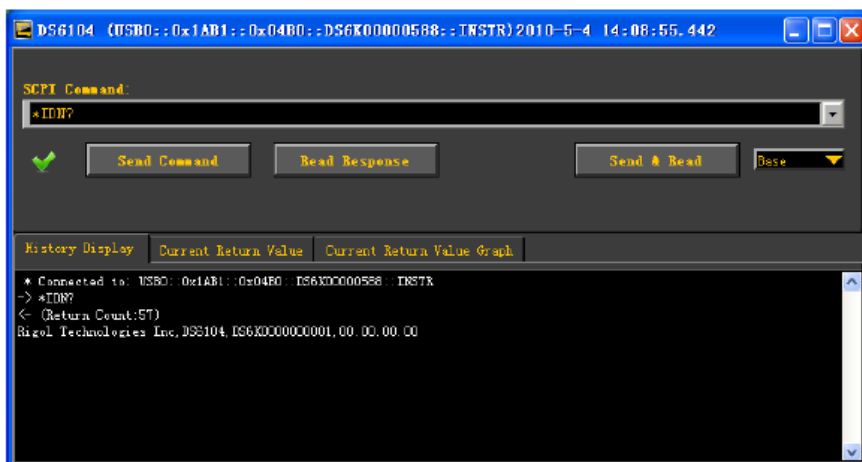 DS6104 (USB0::0x1AB1::0x04B0::DS6K00000588::INSTR)2010-5-4 14:08:55.442
SCPI Command:
*IDN?
Send Command
Read Response
Send & Read
Base
History Display
Current Return Value
Current Return Value Graph
* Connected to: USB0::0x1AB1::0x04B0::DS6K00000588::INSTR
-> *IDN?
<- (Return Count:57)
Rigol Technologies Inc,DS6104,DS6K0000000001,00.00.00.00